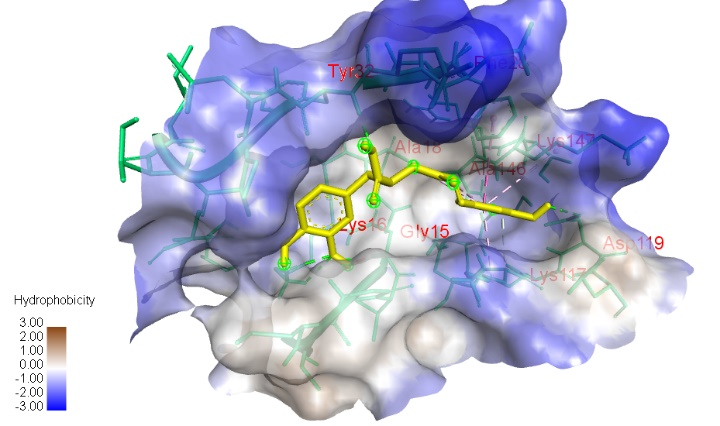 Tyr32 Phe28
Lys147
Ala18
Ala146
Lys16 Gly15
Asp119
Lys117
Hydrophobicity
3.00
2.00
1.00
0.00
-1.00
-2.00
-3.00